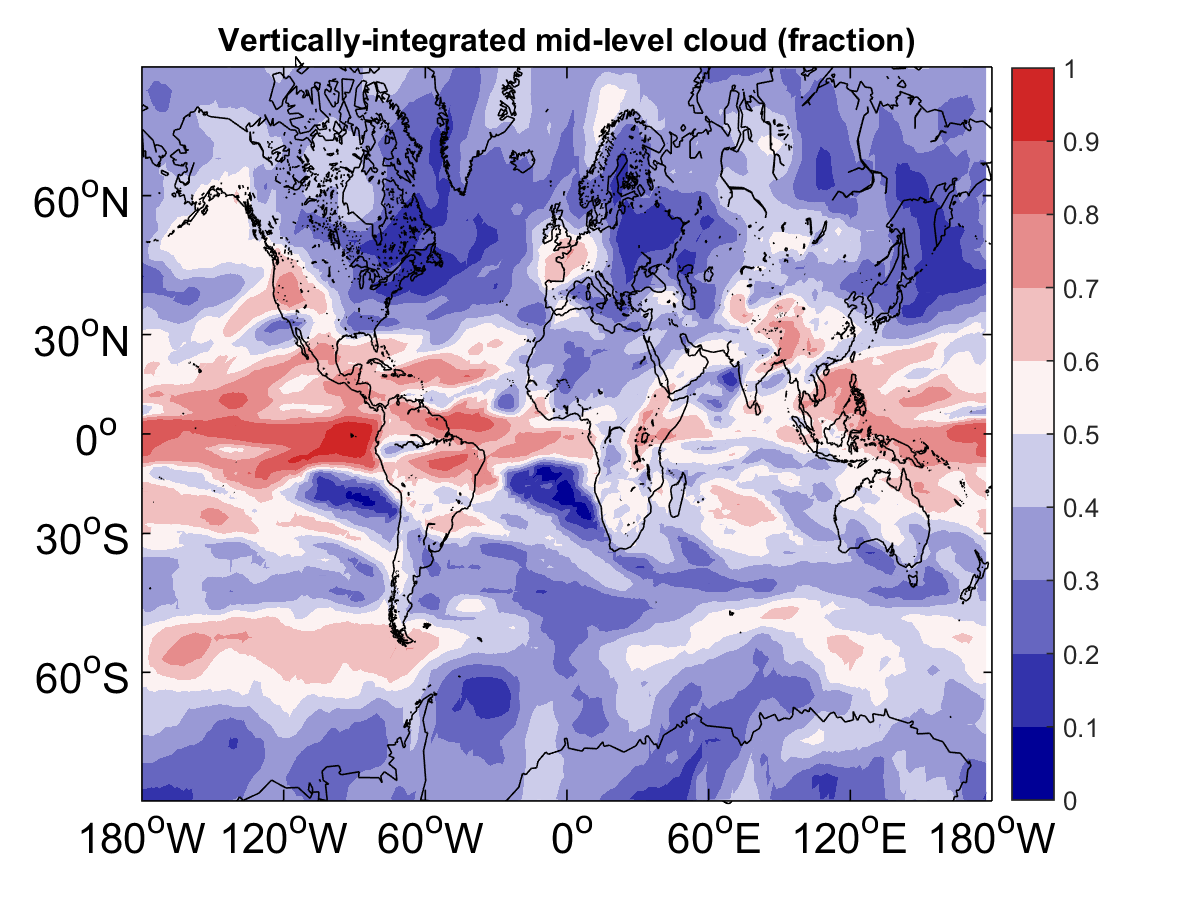 Vertically-integrated mid-level cloud (fraction)
1
0.9
0.8
0.7
0.6
0.5
0.4
0.3
0.2
0.1
0
60°N
30°N
0°
30°S
60°S
180°W 120°W 60°W 0° 60°E 120°E 180°W